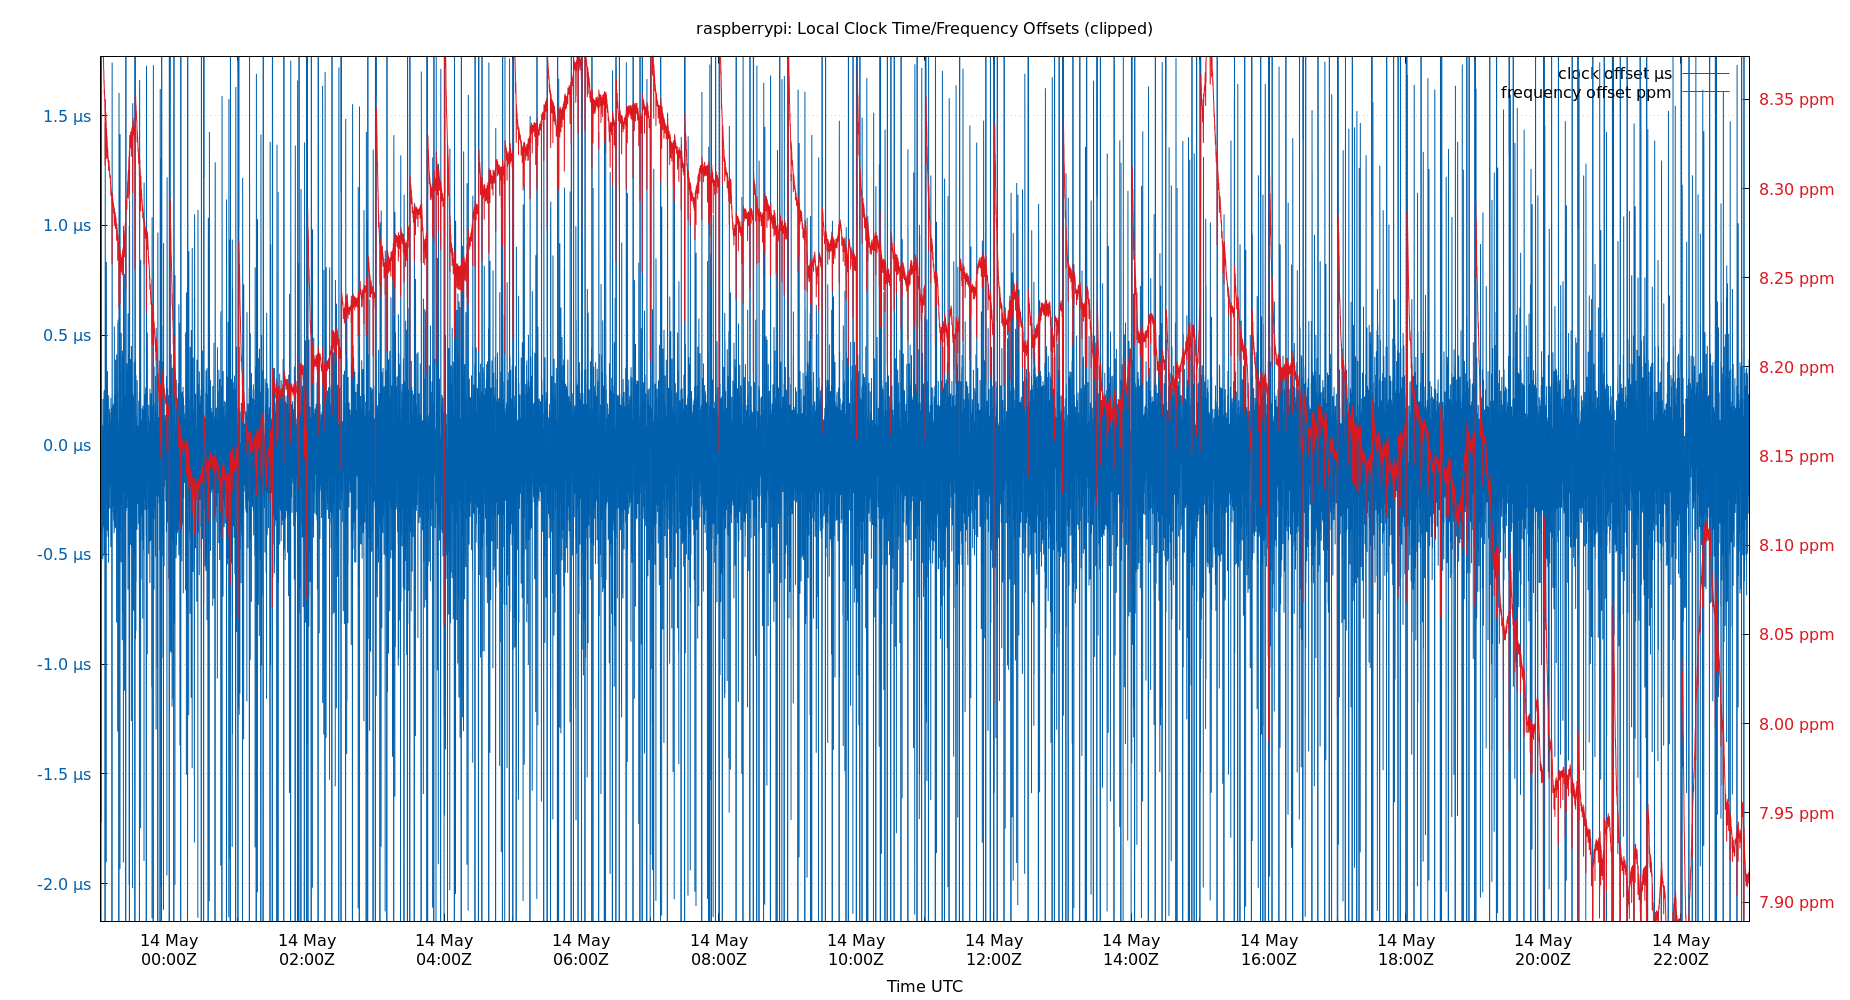 raspberrypi: Local Clock Time/Frequency Offsets (clipped)
clock offset µs
frequency offset ppm
1.5 µs
1.0 µs
0.5 µs
0.0 µs
-0.5 µs
-1.0 µs
-1.5 µs
-2.0 µs
8.35 ppm
8.30 ppm
8.25 ppm
8.20 ppm
8.15 ppm
8.10 ppm
8.05 ppm
8.00 ppm
7.95 ppm
7.90 ppm
14 May 14 May 14 May 14 May 14 May 14 May 14 May 14 May 14 May 14 May 14 May 14 May
00:00Z 02:00Z 04:00Z 06:00Z 08:00Z 10:00Z 12:00Z 14:00Z 16:00Z 18:00Z 20:00Z 22:00Z
Time UTC